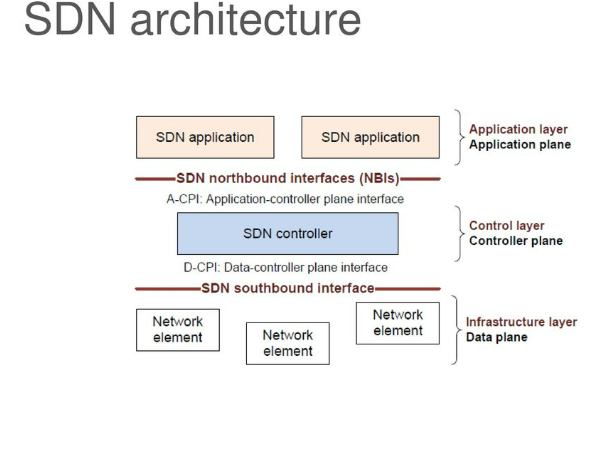 SDN architecture
SDN application
SDN application
Application layer
Application plane
SDN northbound interfaces (NBIs)
A-CPI: Application-controller plane interface
SDN controller
Control layer
Controller plane
D-CPI: Data-controller plane interface
SDN southbound interface
Network
element
Network
element
Network
element
Infrastructure layer
Data plane